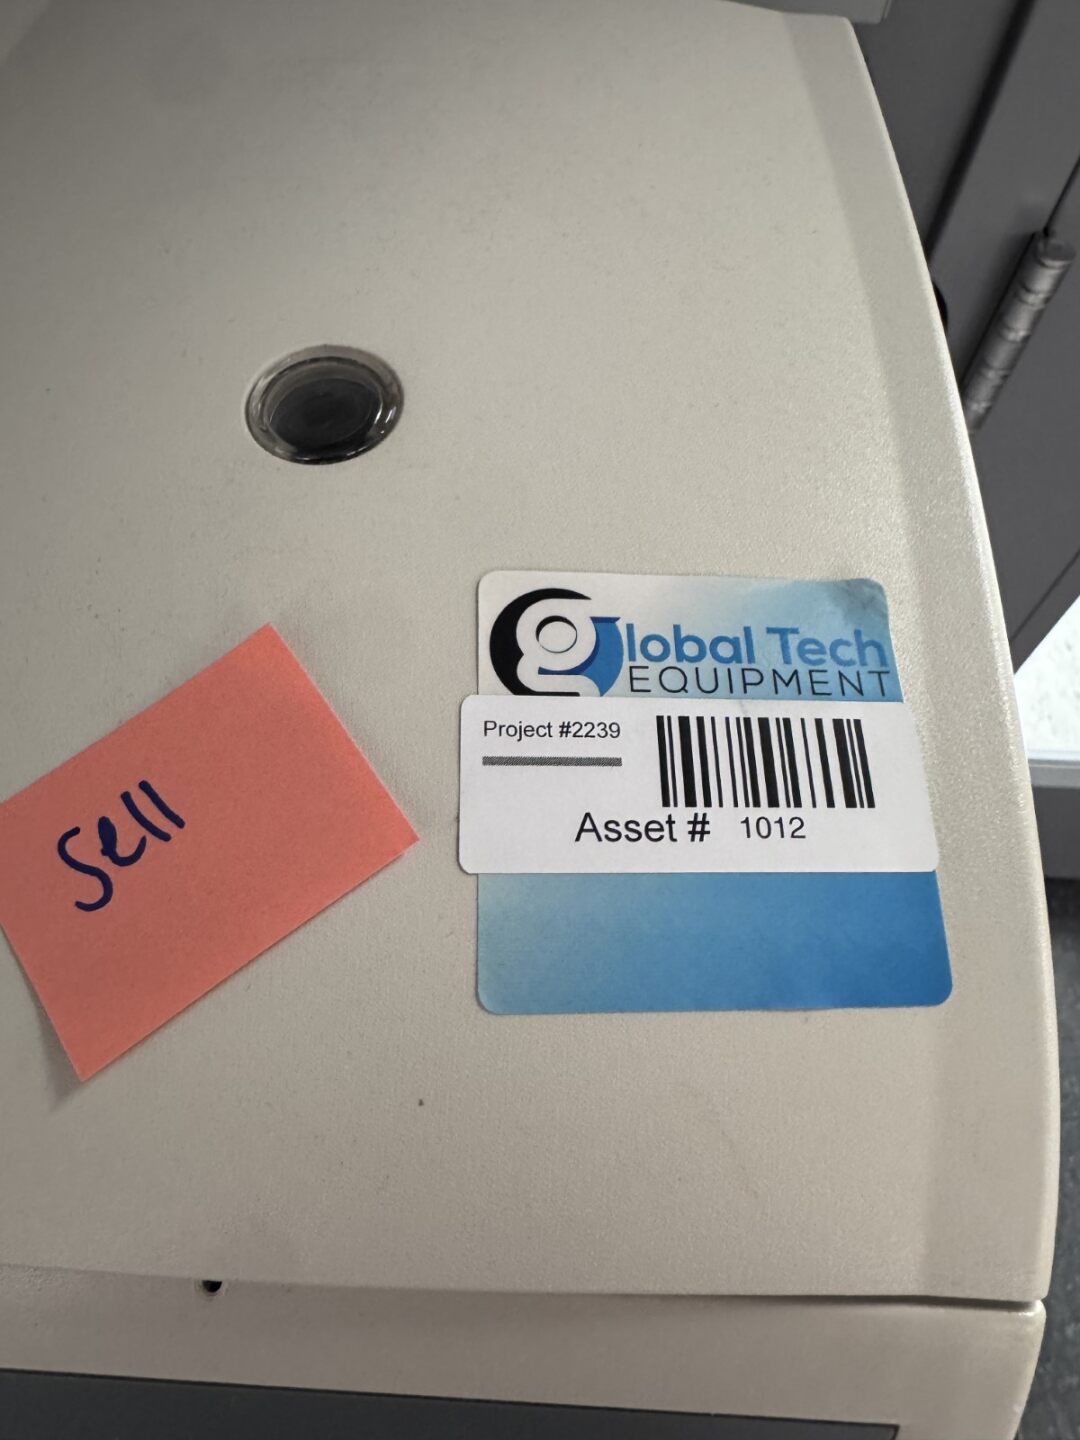 Global Tech
EQUIPMENT
Project #2239
Asset # 1012
Sell